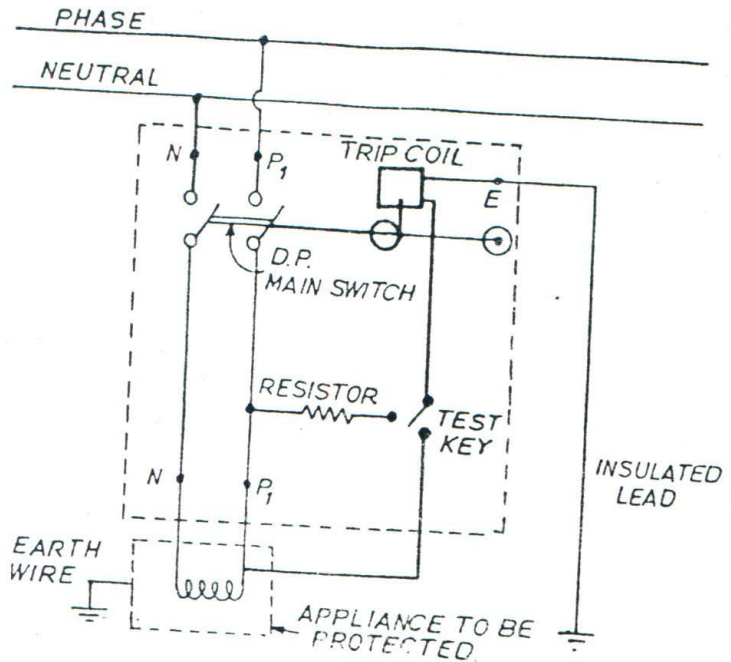 PHASE
NEUTRAL
N
P1
TRIP COIL
E
D.P.
MAIN SWITCH
RESISTOR
TEST
KEY
INSULATED
LEAD
N
P1
EARTH
WIRE
APPLIANCE TO BE
PROTECTED.